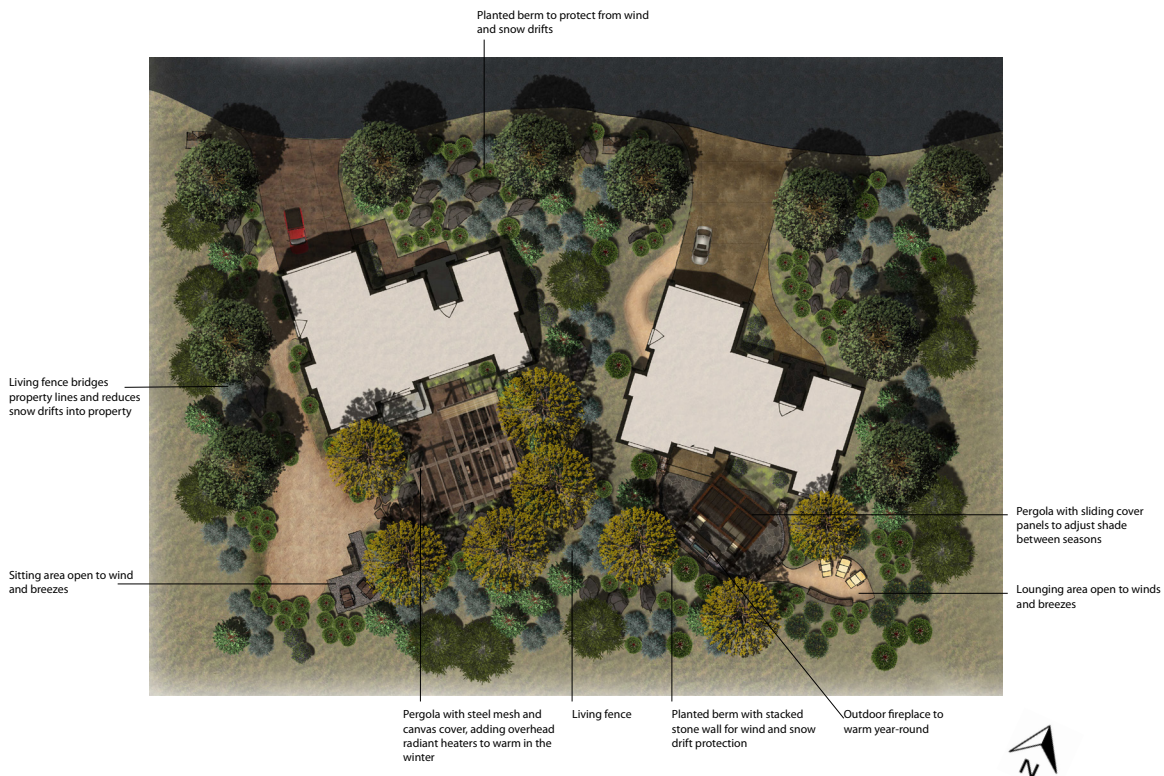 Planted berm to protect from wind
and snow drifts
Living fence bridges
property lines and reduces
snow drifts into property
Sitting area open to wind
and breezes
Pergola with sliding cover
panels to adjust shade
between seasons
Lounging area open to winds
and breezes
Pergola with steel mesh and
canvas cover, adding overhead
radiant heaters to warm in the
winter
Living fence
Planted berm with stacked
stone wall for wind and snow
drift protection
Outdoor fireplace to
warm year-round
N